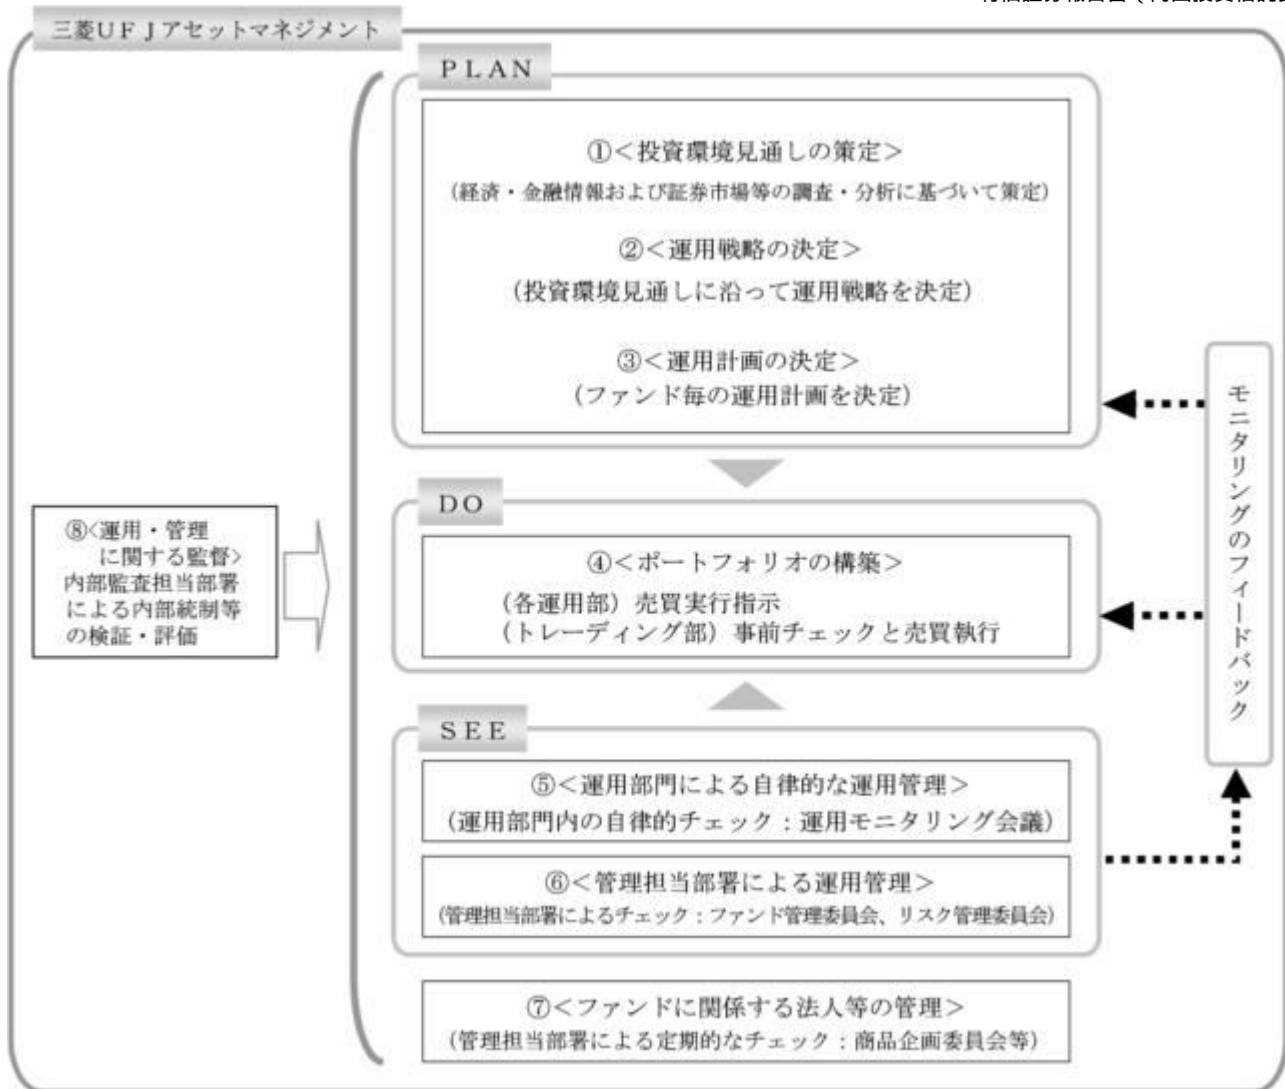 三菱ＵＦＪアセットマネジメント
ＰＬＡＮ
①＜投資環境見通しの策定＞
（経済・金融情報および証券市場等の調査・分析に基づいて策定）
②＜運用戦略の決定＞
（投資環境見通しに沿って運用戦略を決定）
③＜運用計画の決定＞
（ファンド毎の運用計画を決定）
ＤＯ
④＜ポートフォリオの構築＞
（各運用部）売買実行指示
（トレーディング部）事前チェックと売買執行
ＳＥＥ
⑤＜運用部門による自律的な運用管理＞
（運用部門内の自律的チェック：運用モニタリング会議）
⑥＜管理担当部署による運用管理＞
（管理担当部署によるチェック：ファンド管理委員会、リスク管理委員会）
⑦＜ファンドに関係する法人等の管理＞
（管理担当部署による定期的なチェック：商品企画委員会等）
⑧＜運用・管理
に関する監督＞
内部監査担当部署
による内部統制等
の検証・評価
モニタリングのフィードバック